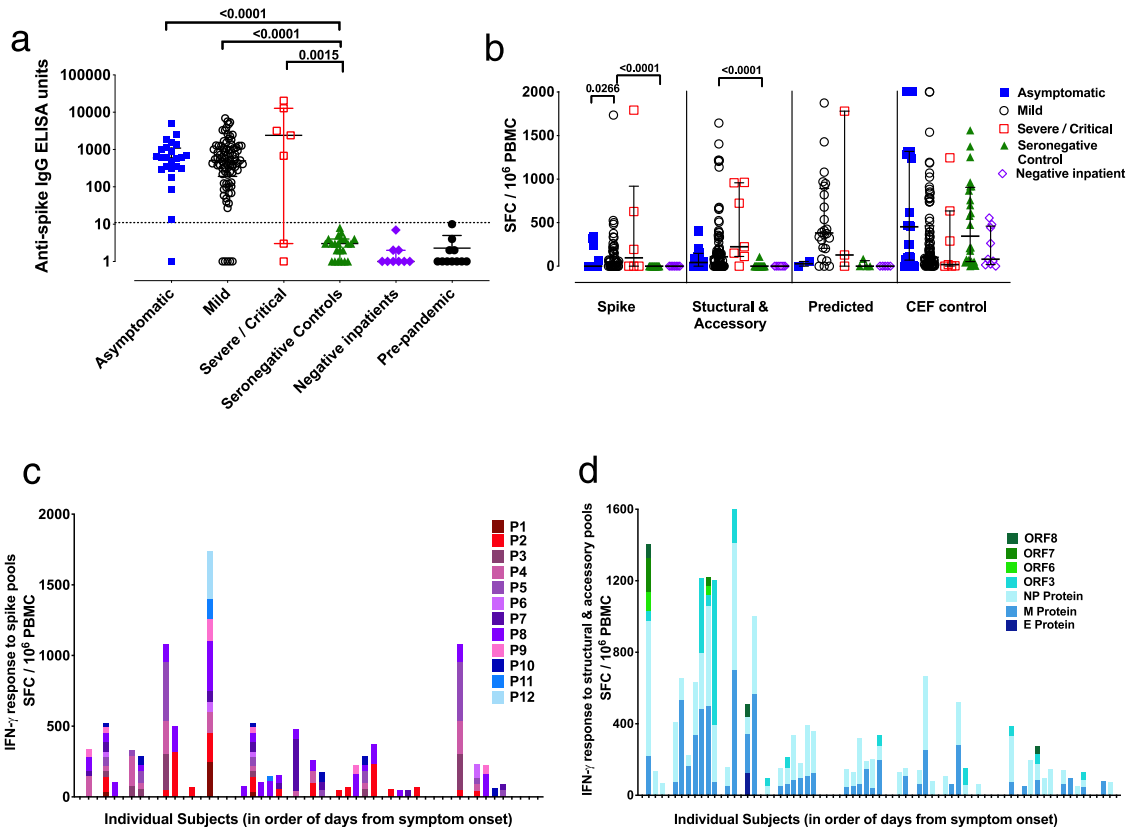 a
<0.0001
<0.0001
0.0015
Anti-spike IgG ELISA units
100000
10000
1000
100
10
1
Asymptomatic
Mild
Severe / Critical
Seronegative Controls
Negative inpatients
Pre-pandemic
b
<0.0001
0.0266
<0.0001
SFC / 10⁶ PBMC
2000
1500
1000
500
0
Spike
Stuctural &
Accessory
Predicted
CEF control
Asymptomatic
Mild
Severe / Critical
Seronegative
Control
Negative inpatient
c
IFN-γ response to spike pools
SFC / 10⁶ PBMC
2000
1500
1000
500
0
P1
P2
P3
P4
P5
P6
P7
P8
P9
P10
P11
P12
Individual Subjects (in order of days from symptom onset)
d
IFN-γ response to structural & accessory pools
SFC / 10⁶ PBMC
1600
1200
800
400
0
ORF8
ORF7
ORF6
ORF3
NP Protein
M Protein
E Protein
Individual Subjects (in order of days from symptom onset)